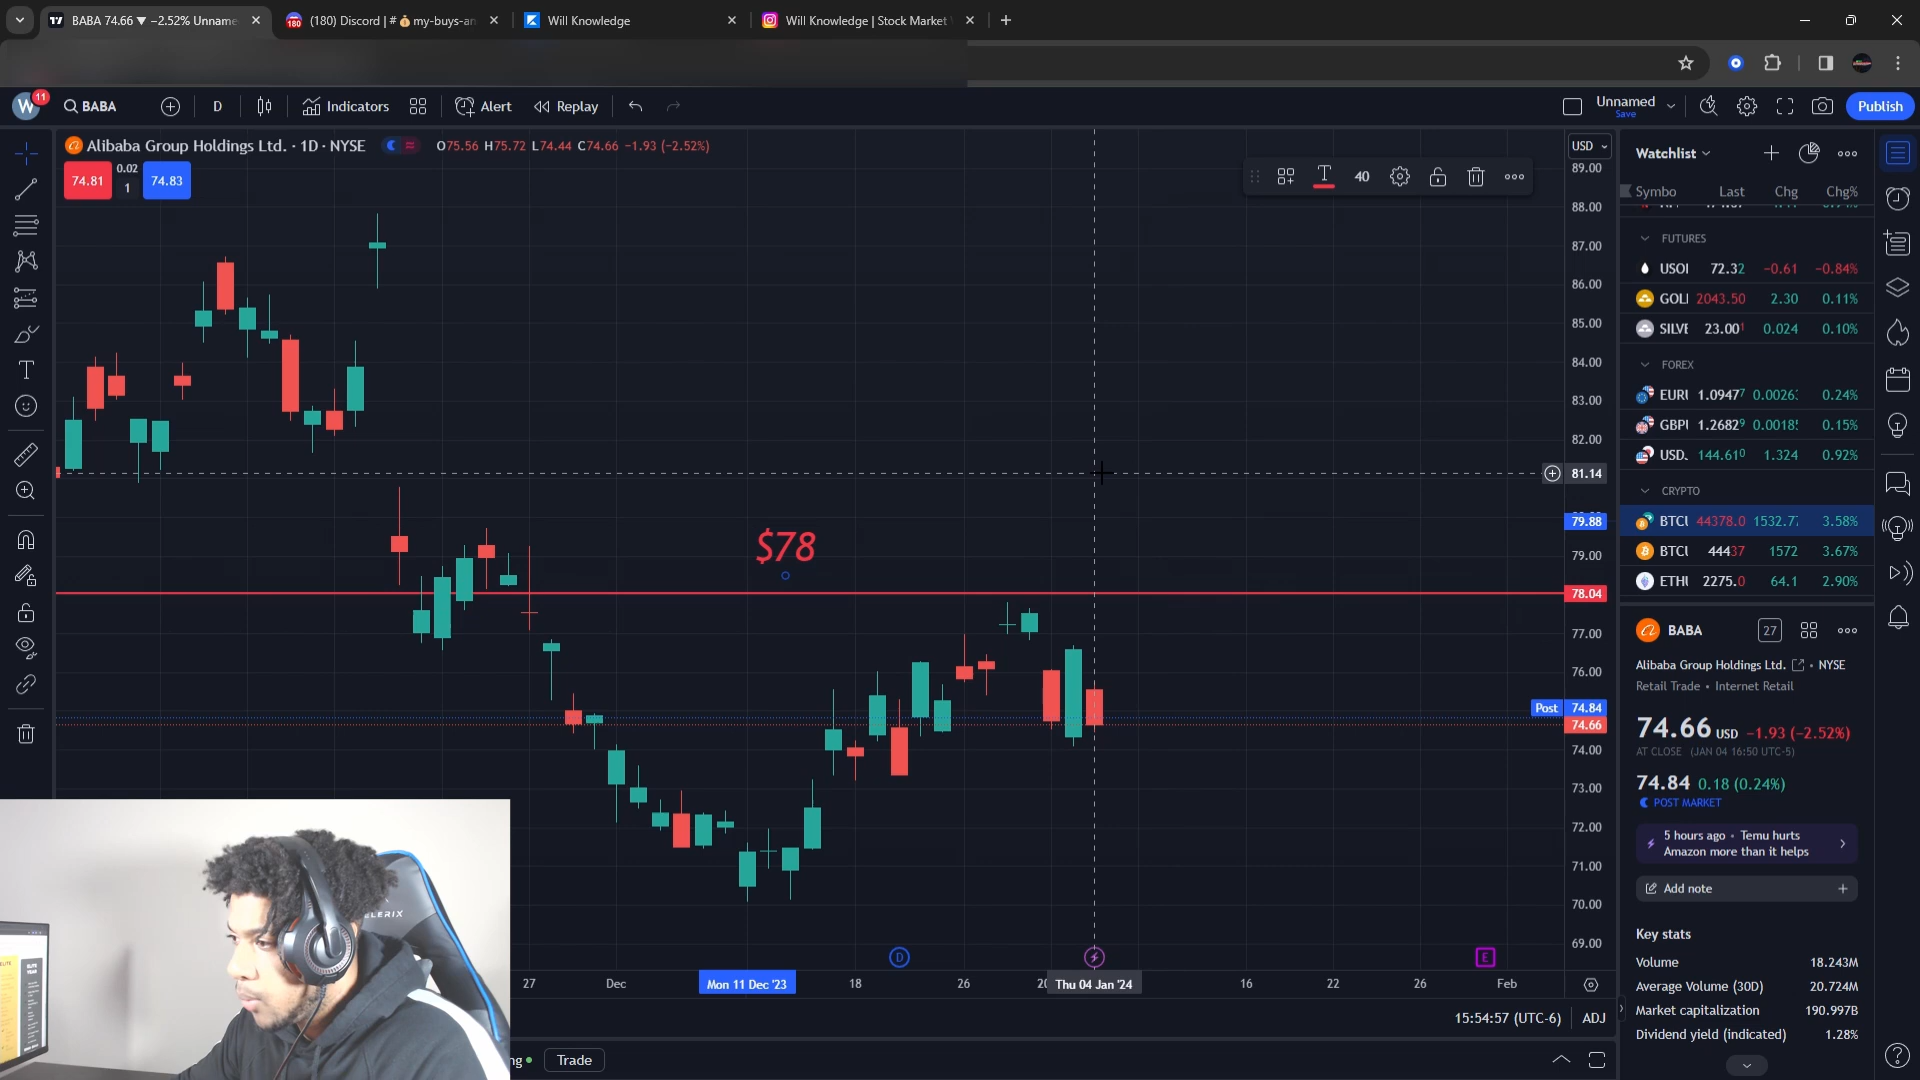 BABA 74.66 ▼ −2.52% Unname
180
(180) Discord | # 💰my-buys-an
Will Knowledge
Will Knowledge | Stock Market
W
11
BABA
D
Indicators
Alert
Replay
Unnamed
Save
Publish
Alibaba Group Holdings Ltd. · 1D · NYSE
O75.56 H75.72 L74.44 C74.66 −1.93 (−2.52%)
74.81
0.02
1
74.83
T
40
USD
89.00
88.00
87.00
86.00
85.00
84.00
83.00
82.00
81.14
79.88
79.00
78.04
77.00
76.00
Post 74.84
74.66
74.00
73.00
72.00
71.00
70.00
69.00
$78
D
E
27
Dec
Mon 11 Dec '23
18
26
Thu 04 Jan '24
16
22
26
Feb
15:54:57 (UTC-6)
ADJ
ng
Trade
Watchlist
Symbo Last Chg Chg%
FUTURES
USOI 72.32 −0.61 −0.84%
GOLI 2043.50 2.30 0.11%
SILVE 23.00¹ 0.024 0.10%
FOREX
EURI 1.0947⁷ 0.0026 0.24%
GBPI 1.2682⁹ 0.0018 0.15%
USD 144.61⁰ 1.324 0.92%
CRYPTO
BTCI 44378.0 1532.7 3.58%
BTCI 44437 1572 3.67%
ETHI 2275.0 64.1 2.90%
BABA
27
Alibaba Group Holdings Ltd. • NYSE
Retail Trade • Internet Retail
74.66 USD −1.93 (−2.52%)
AT CLOSE (JAN 04 16:50 UTC-5)
74.84 0.18 (0.24%)
POST MARKET
5 hours ago • Temu hurts
Amazon more than it helps
Add note
Key stats
Volume 18.243M
Average Volume (30D) 20.724M
Market capitalization 190.997B
Dividend yield (indicated) 1.28%